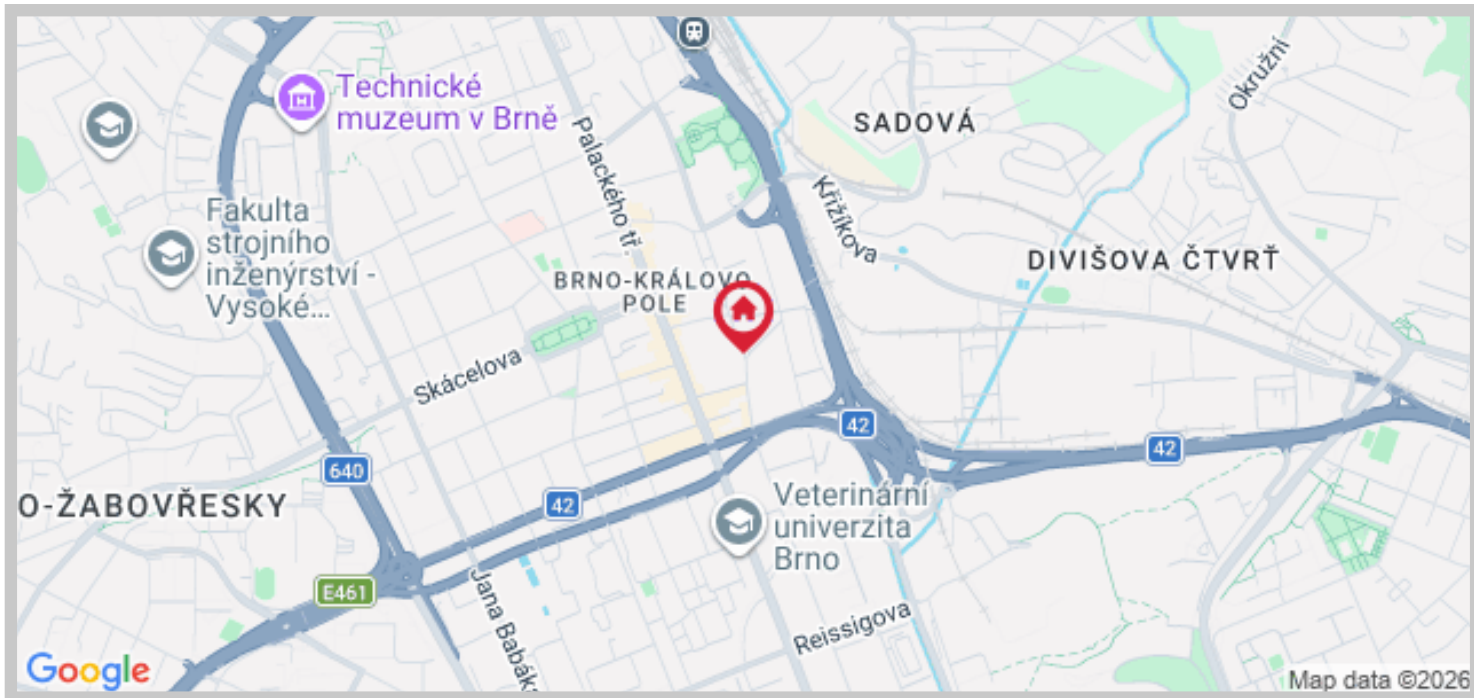 Technické
muzeum v Brně
Palackého tř.
SADOVÁ
Okružní
Křižíkova
Fakulta
strojního
inženýrství -
Vysoké...
DIVIŠOVA ČTVRŤ
BRNO-KRÁLOVO
POLE
Skácelova
42
42
640
42
O-ŽABOVŘESKY
Veterinární
univerzita
Brno
E461
Jana Babáks
Reissigova
Google
Map data ©2026